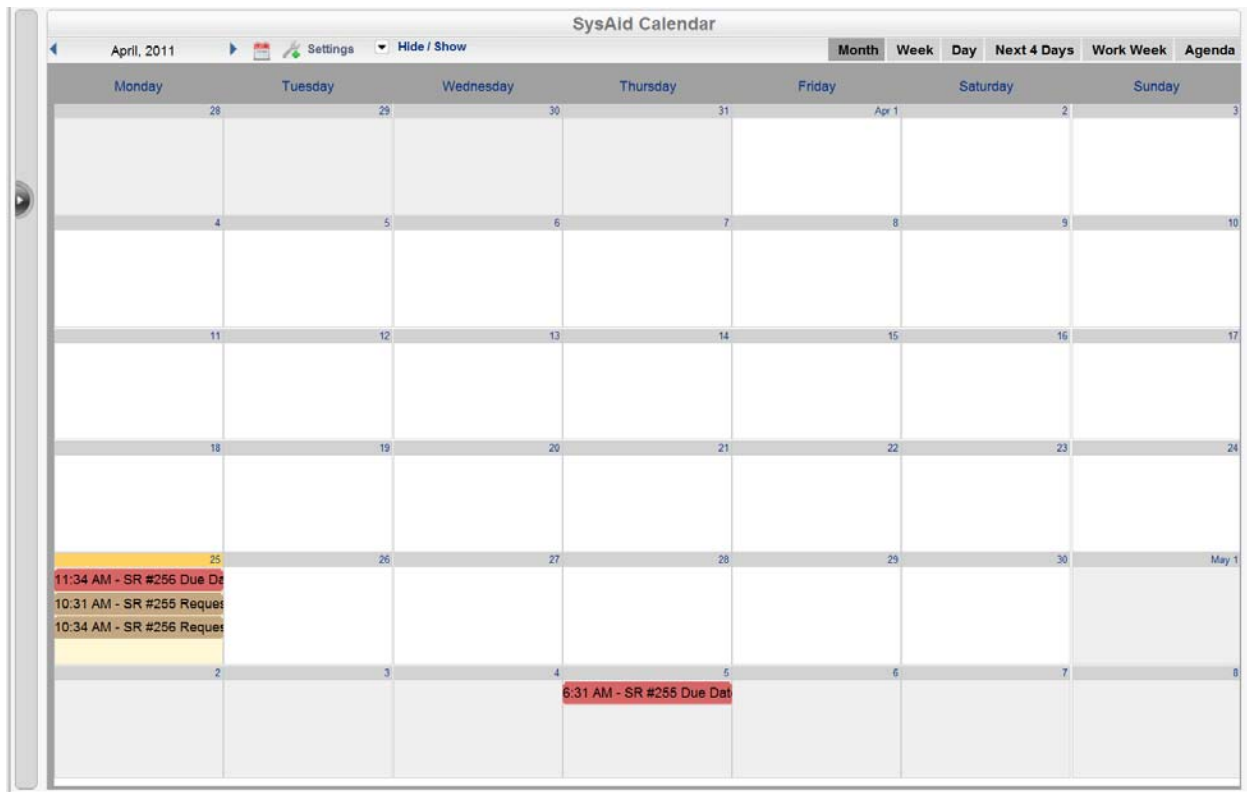 SysAid Calendar
April, 2011 Settings Hide / Show Month Week Day Next 4 Days Work Week Agenda
Monday Tuesday Wednesday Thursday Friday Saturday Sunday
28 29 30 31 Apr 1 2 3
4 5 6 7 8 9 10
11 12 13 14 15 16 17
18 19 20 21 22 23 24
25 26 27 28 29 30 May 1
11:34 AM - SR #256 Due Da
10:31 AM - SR #255 Reques
10:34 AM - SR #256 Reques
2 3 4 5 6 7 8
6:31 AM - SR #255 Due Dat